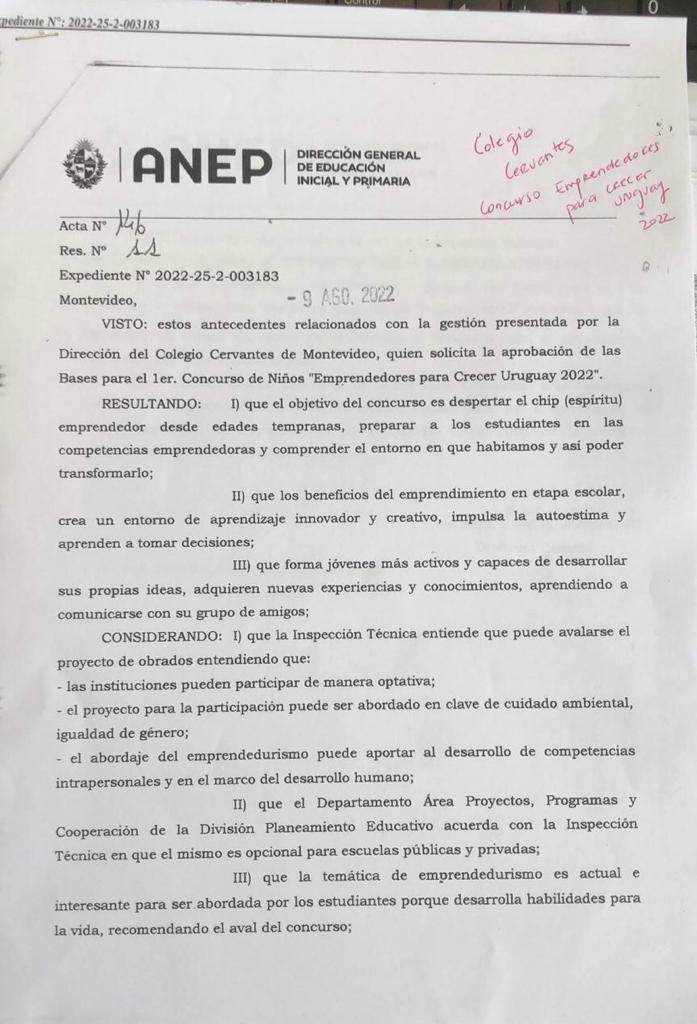 pediente N°: 2022-25-2-003183
ANEP
DIRECCIÓN GENERAL
DE EDUCACIÓN
INICIAL Y PRIMARIA
Colegio
Cervantes
Concurso Emprendedores
para crecer
Uruguay
2022
Acta N°
Res. N° 11
Expediente N° 2022-25-2-003183
Montevideo, - 9 AGO. 2022
VISTO: estos antecedentes relacionados con la gestión presentada por la
Dirección del Colegio Cervantes de Montevideo, quien solicita la aprobación de las
Bases para el 1er. Concurso de Niños "Emprendedores para Crecer Uruguay 2022".
RESULTANDO: I) que el objetivo del concurso es despertar el chip (espíritu)
emprendedor desde edades tempranas, preparar a los estudiantes en las
competencias emprendedoras y comprender el entorno en que habitamos y así poder
transformarlo;
II) que los beneficios del emprendimiento en etapa escolar,
crea un entorno de aprendizaje innovador y creativo, impulsa la autoestima y
aprenden a tomar decisiones;
III) que forma jóvenes más activos y capaces de desarrollar
sus propias ideas, adquieren nuevas experiencias y conocimientos, aprendiendo a
comunicarse con su grupo de amigos;
CONSIDERANDO: I) que la Inspección Técnica entiende que puede avalarse el
proyecto de obrados entendiendo que:
- las instituciones pueden participar de manera optativa;
- el proyecto para la participación puede ser abordado en clave de cuidado ambiental,
igualdad de género;
- el abordaje del emprendedurismo puede aportar al desarrollo de competencias
intrapersonales y en el marco del desarrollo humano;
II) que el Departamento Área Proyectos, Programas y
Cooperación de la División Planeamiento Educativo acuerda con la Inspección
Técnica en que el mismo es opcional para escuelas públicas y privadas;
III) que la temática de emprendedurismo es actual e
interesante para ser abordada por los estudiantes porque desarrolla habilidades para
la vida, recomendando el aval del concurso;